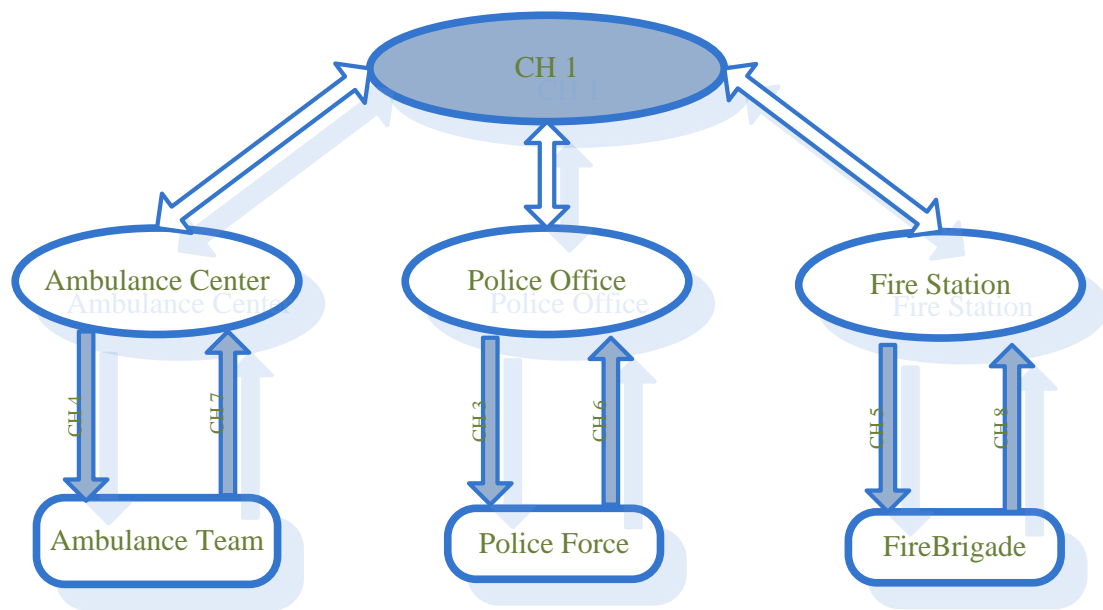 CH 1
Ambulance Center
Police Office
Fire Station
CH 4
CH 7
CH 3
CH 6
CH 5
CH 8
Ambulance Team
Police Force
FireBrigade